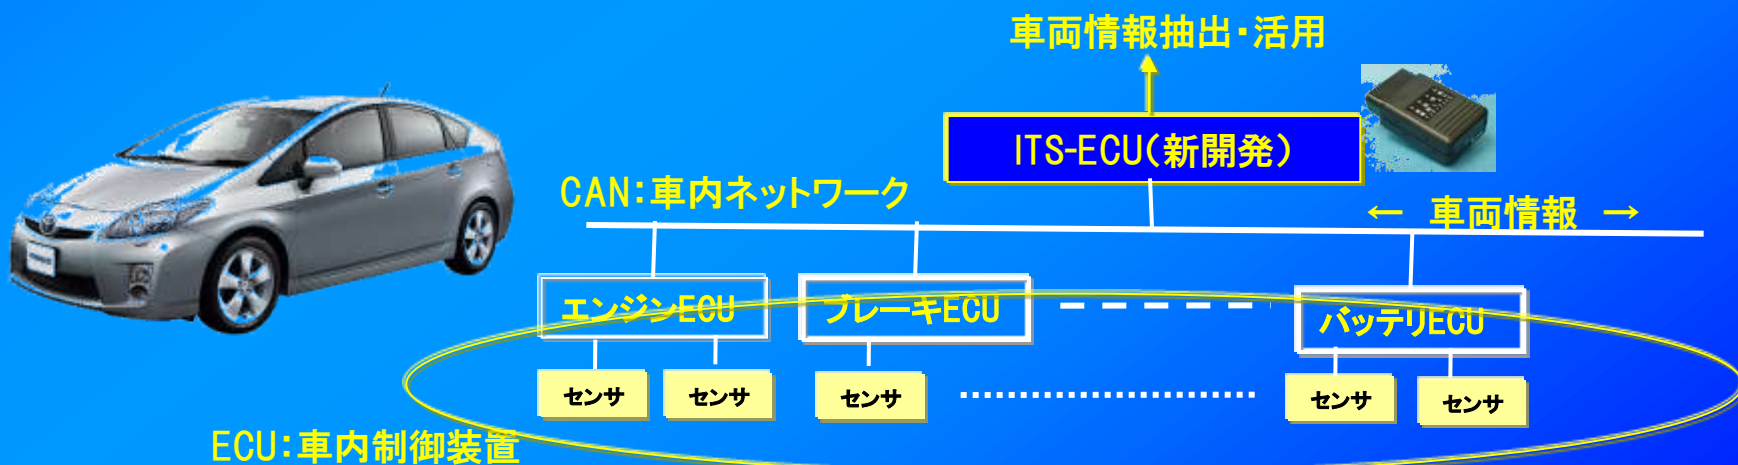 車両情報抽出・活用
ITS-ECU(新開発)
CAN:車内ネットワーク
← 車両情報 →
エンジンECU
ブレーキECU
バッテリECU
センサ
センサ
センサ
センサ
センサ
ECU:車内制御装置